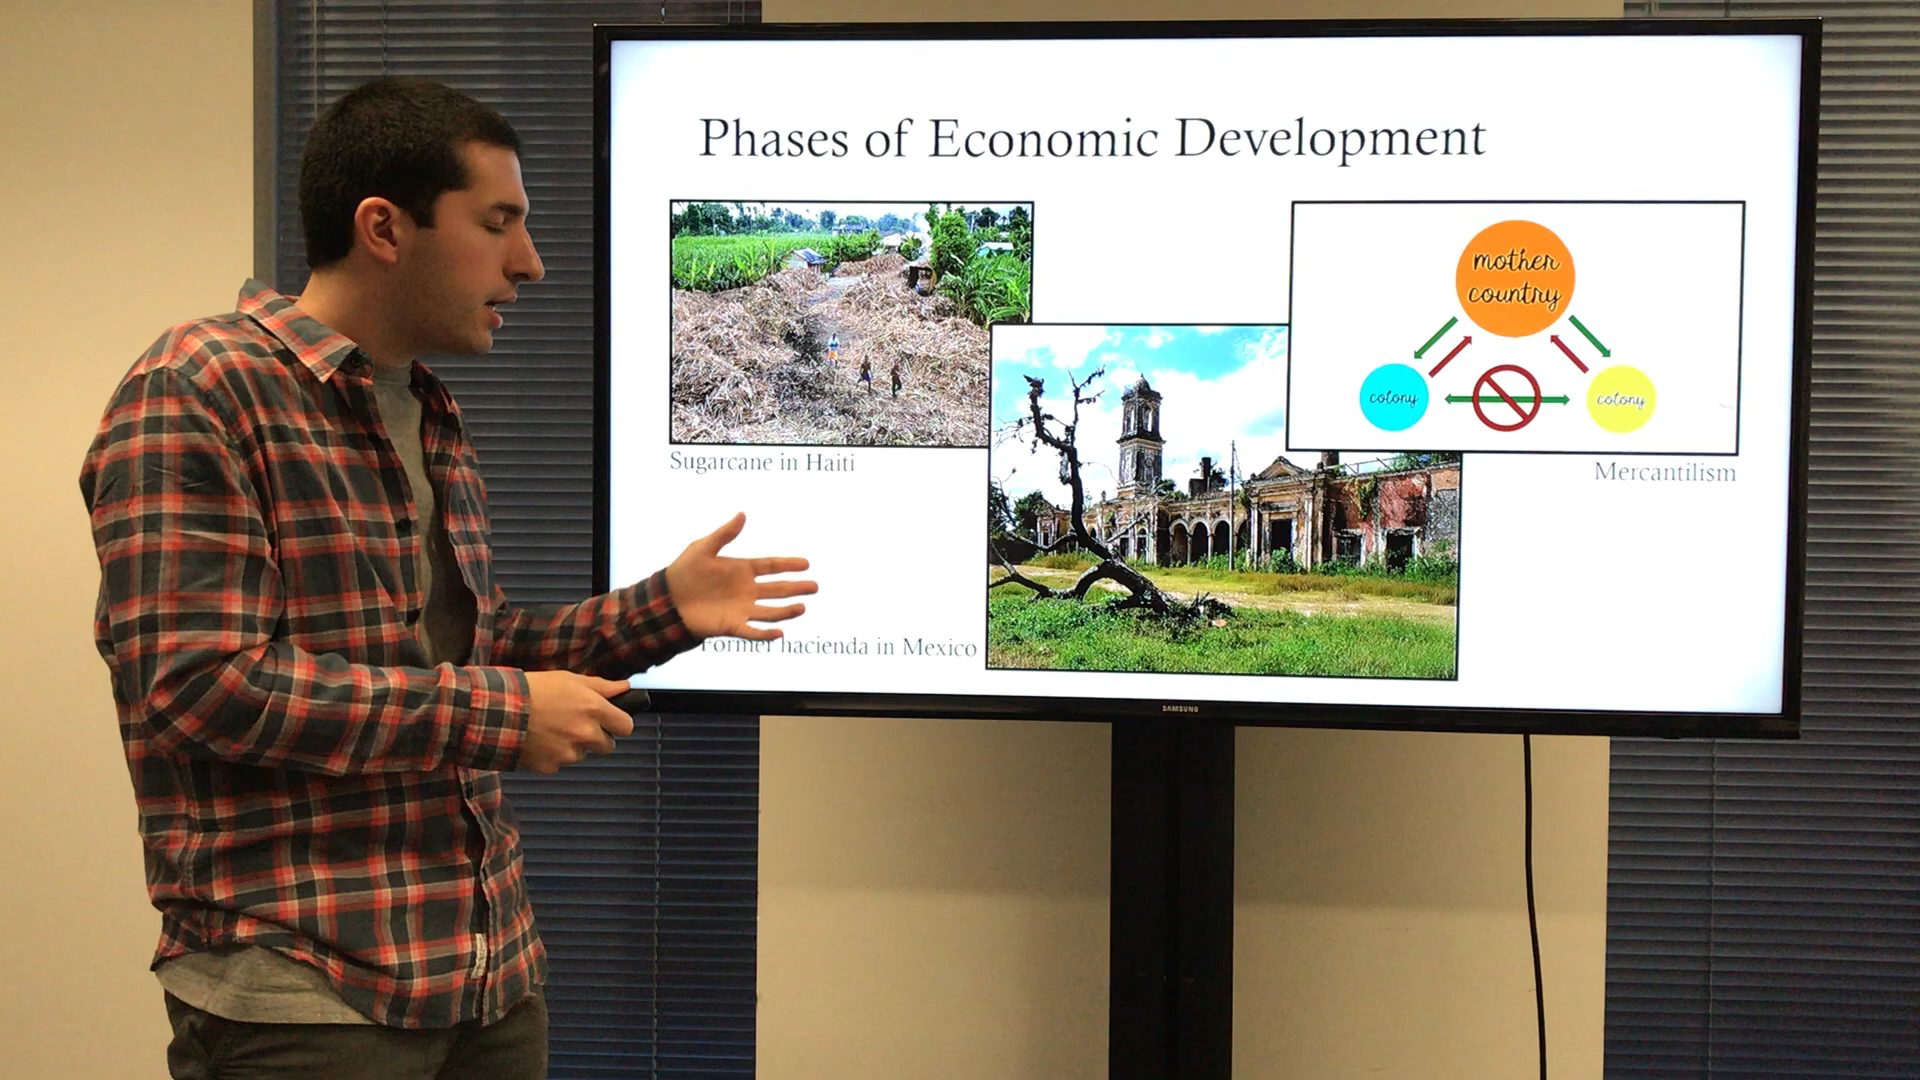 Phases of Economic Development
mother
country
colony
colony
Sugarcane in Haiti
Mercantilism
Former hacienda in Mexico
SAMSUNG